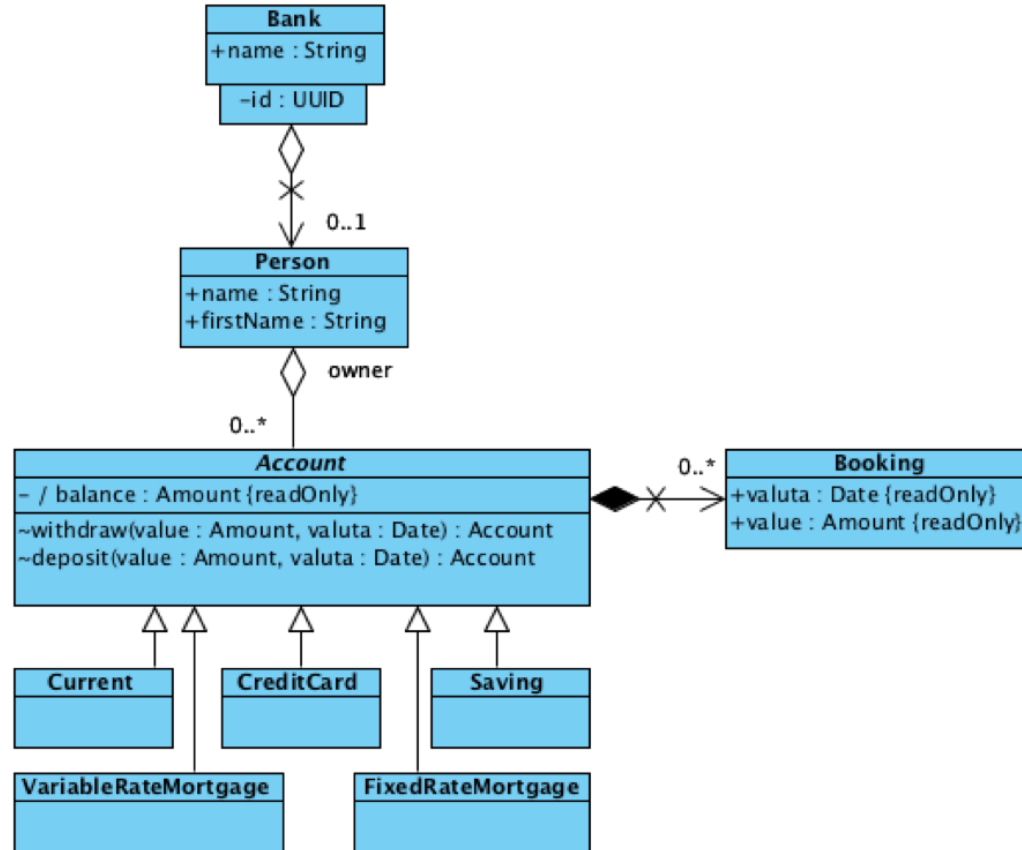 Bank
+name : String
-id : UUID
0..1
Person
+name : String
+firstName : String
owner
0..*
Account
- / balance : Amount {readOnly}
~withdraw(value : Amount, valuta : Date) : Account
~deposit(value : Amount, valuta : Date) : Account
0..*
Booking
+valuta : Date {readOnly}
+value : Amount {readOnly}
Current
CreditCard
Saving
VariableRateMortgage
FixedRateMortgage